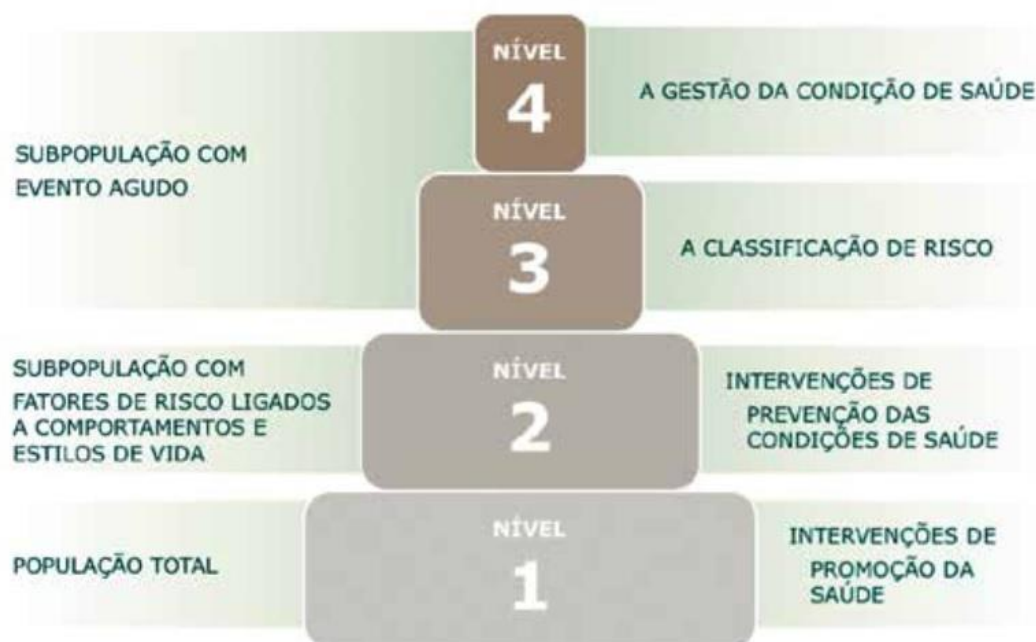 NÍVEL
4
A GESTÃO DA CONDIÇÃO DE SAÚDE
SUBPOPULAÇÃO COM
EVENTO AGUDO
NÍVEL
3
A CLASSIFICAÇÃO DE RISCO
SUBPOPULAÇÃO COM
FATORES DE RISCO LIGADOS
A COMPORTAMENTOS E
ESTILOS DE VIDA
NÍVEL
2
INTERVENÇÕES DE
PREVENÇÃO DAS
CONDIÇÕES DE SAÚDE
POPULAÇÃO TOTAL
NÍVEL
1
INTERVENÇÕES DE
PROMOÇÃO DA
SAÚDE